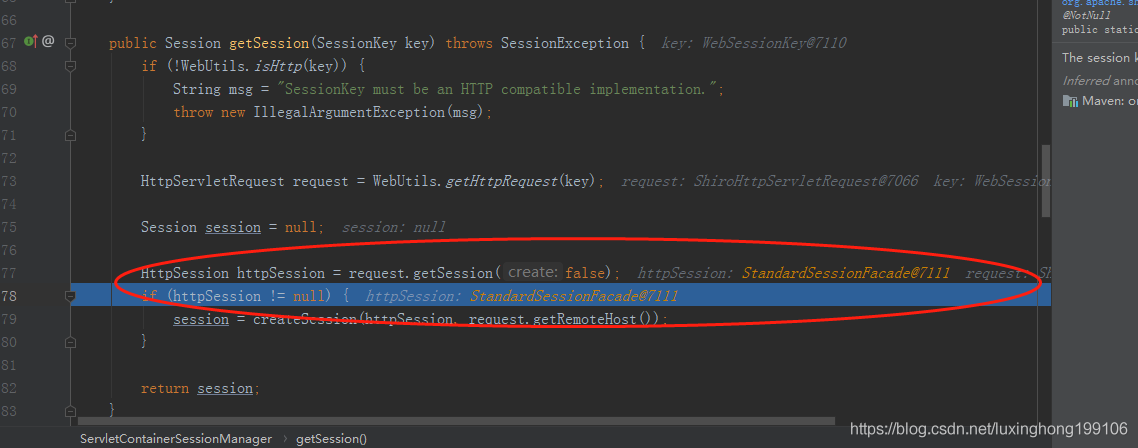 66
67 public Session getSession(SessionKey key) throws SessionException {  key: WebSessionKey@7110
68 if (!WebUtils.isHttp(key)) {
69 String msg = "SessionKey must be an HTTP compatible implementation.";
70 throw new IllegalArgumentException(msg);
71 }
72
73 HttpServletRequest request = WebUtils.getHttpRequest(key);  request: ShiroHttpServletRequest@7066  key: WebSession
74
75 Session session = null;  session: null
76
77 HttpSession httpSession = request.getSession( create: false);  httpSession: StandardSessionFacade@7111  request: Sh
78 if (httpSession != null) {  httpSession: StandardSessionFacade@7111
79 session = createSession(httpSession, request.getRemoteHost());
80 }
81
82 return session;
83 }
ServletContainerSessionManager › getSession()
org.apache.sh
@NotNull
public static
The session k
Inferred anno
Maven: or
https://blog.csdn.net/luxinghong199106